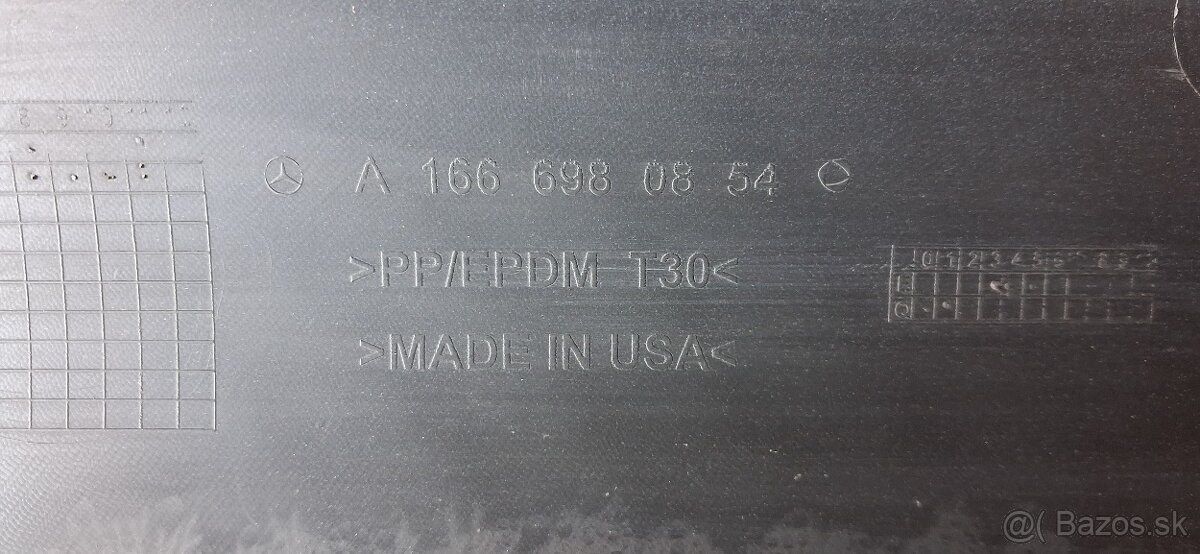 A 166 698 08 54
>PP/EPDM T30<
>MADE IN USA<
Q
@( Bazos.sk